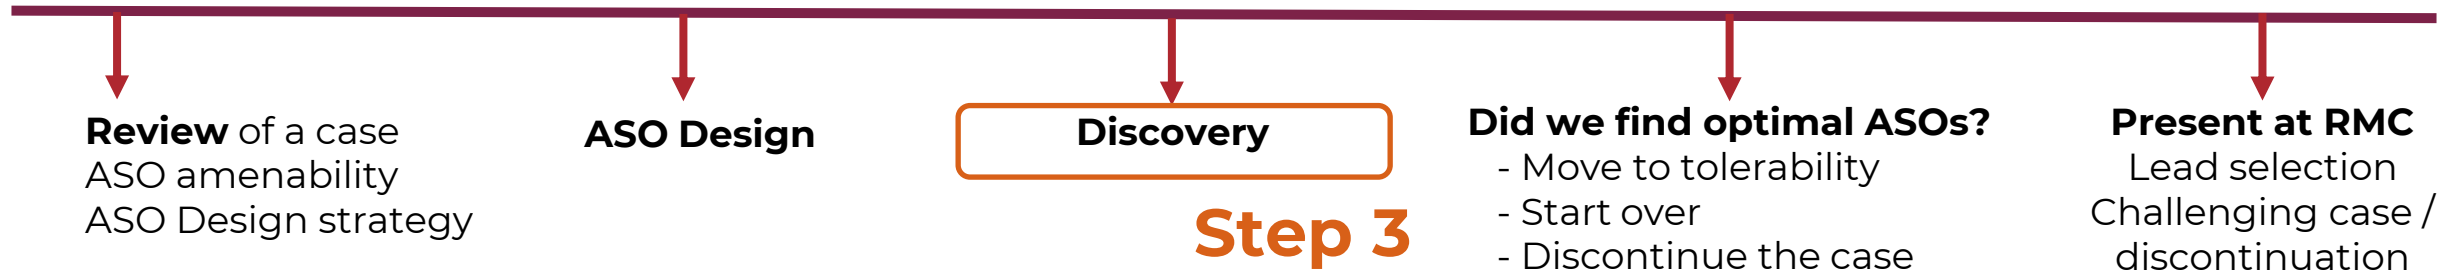 Review of a case
ASO amenability
ASO Design strategy
ASO Design
Discovery
Step 3
Did we find optimal ASOs?
- Move to tolerability
- Start over
- Discontinue the case
Present at RMC
Lead selection
Challenging case /
discontinuation